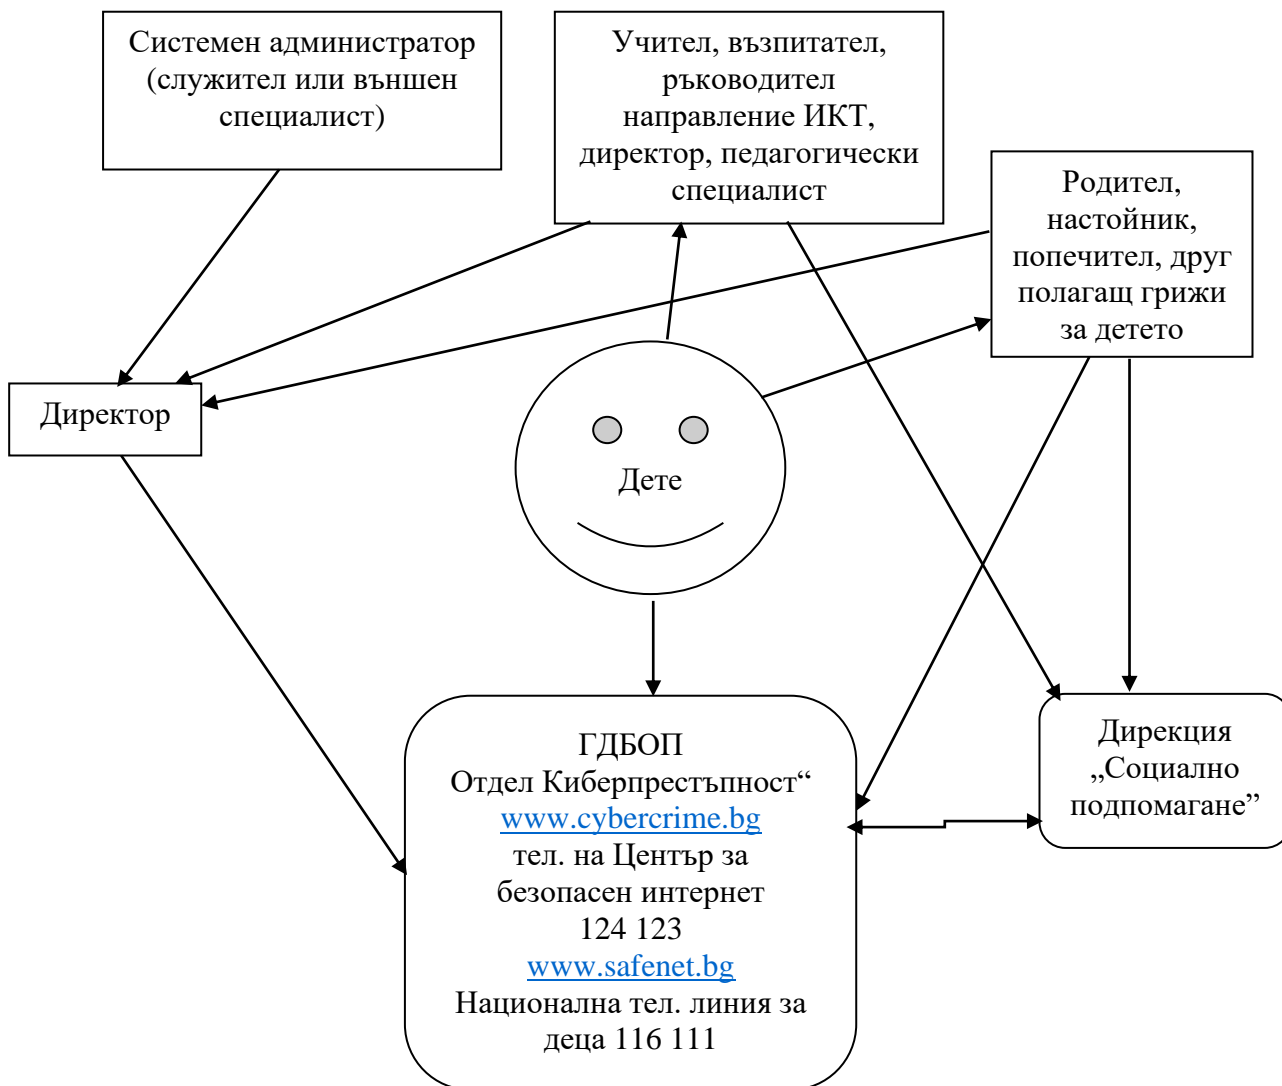 Системен администратор
(служител или външен
специалист)
Учител, възпитател,
ръководител
направление ИКТ,
директор, педагогически
специалист
Родител,
настойник,
попечител, друг
полагащ грижи
за детето
Директор
Дете
ГДБОП
Отдел Киберпрестъпност“
www.cybercrime.bg
тел. на Център за
безопасен интернет
124 123
www.safenet.bg
Национална тел. линия за
деца 116 111
Дирекция
„Социално
подпомагане”